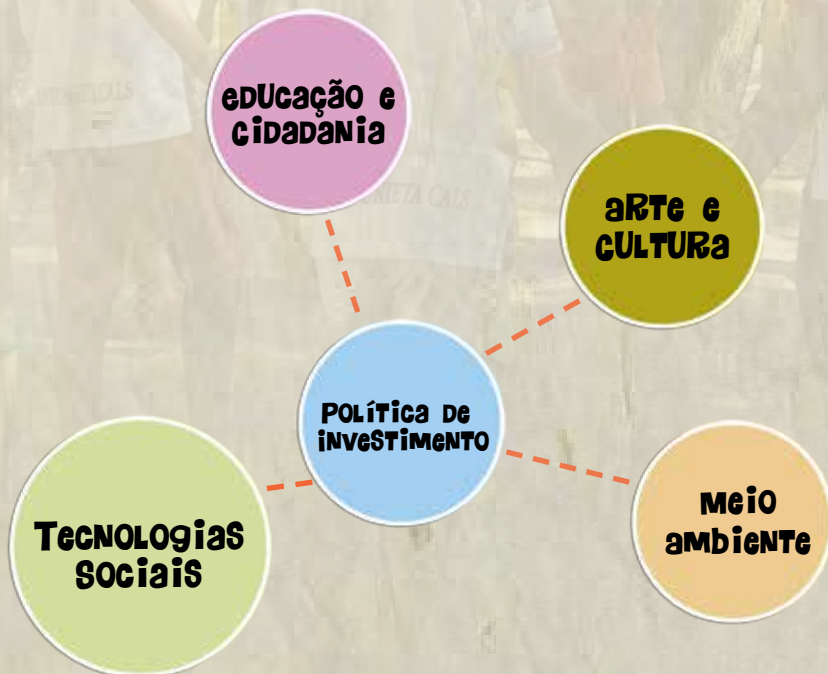 eDUcação e
cIDaDaNIa
aRTe e
CULTURa
POLíTIca De
INVeSTIMeNTO
MeIO
aMbIeNTe
TecNOLOgIas
SOcIaIs